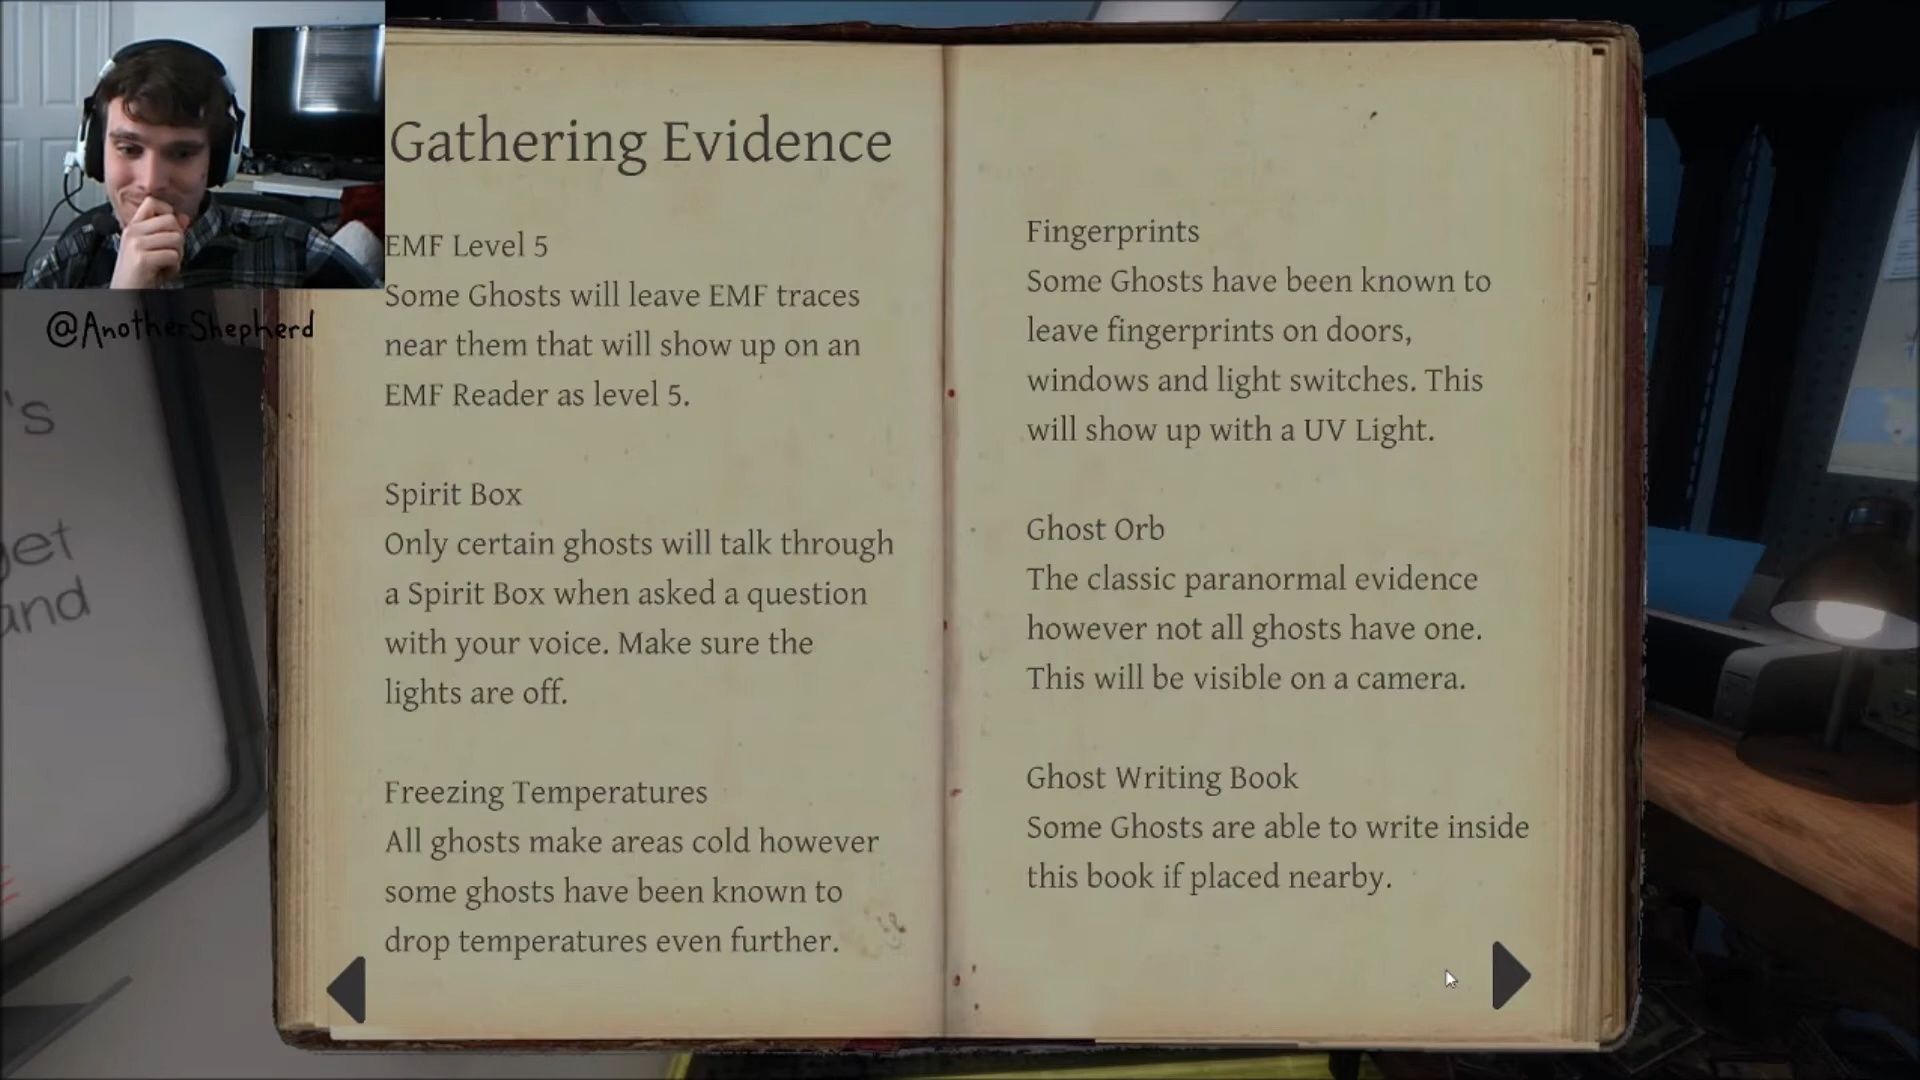 Gathering Evidence
EMF Level 5
Some Ghosts will leave EMF traces
near them that will show up on an
EMF Reader as level 5.
Spirit Box
Only certain ghosts will talk through
a Spirit Box when asked a question
with your voice. Make sure the
lights are off.
Freezing Temperatures
All ghosts make areas cold however
some ghosts have been known to
drop temperatures even further.
Fingerprints
Some Ghosts have been known to
leave fingerprints on doors,
windows and light switches. This
will show up with a UV Light.
Ghost Orb
The classic paranormal evidence
however not all ghosts have one.
This will be visible on a camera.
Ghost Writing Book
Some Ghosts are able to write inside
this book if placed nearby.
@AnotherShepherd
's
and